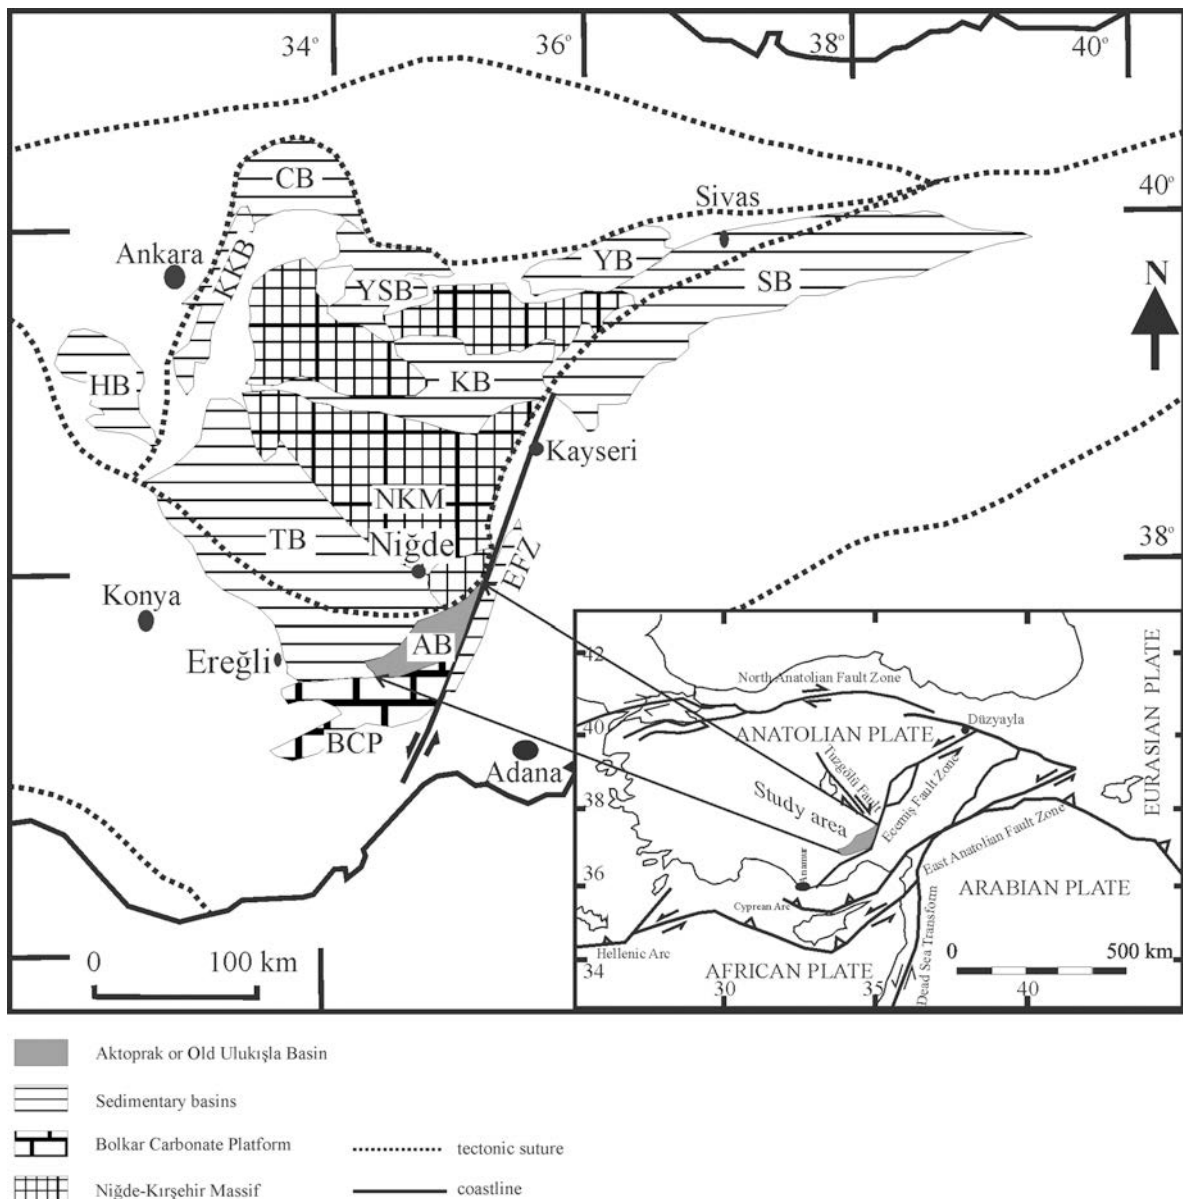 34°
36°
38°
40°
CB
Sivas
40°
Ankara
KKB
YB
YSB
SB
N
HB
KB
Kayseri
NKM
TB
Niğde
EFZ
38°
Konya
AB
Ereğli
BCP
Adana
0 100 km
42
North Anatolian Fault Zone
Düzyayla
40
ANATOLIAN PLATE
EURASIAN PLATE
Tuzgölü Fault
Ecemiş Fault Zone
Study area
38
East Anatolian Fault Zone
Anamur
36
ARABIAN PLATE
Cyprean Arc
Dead Sea Transform
0 500 km
Hellenic Arc
34
AFRICAN PLATE
30
35
40
Aktoprak or Old Ulukışla Basin
Sedimentary basins
Bolkar Carbonate Platform
tectonic suture
Niğde-Kırşehir Massif
coastline